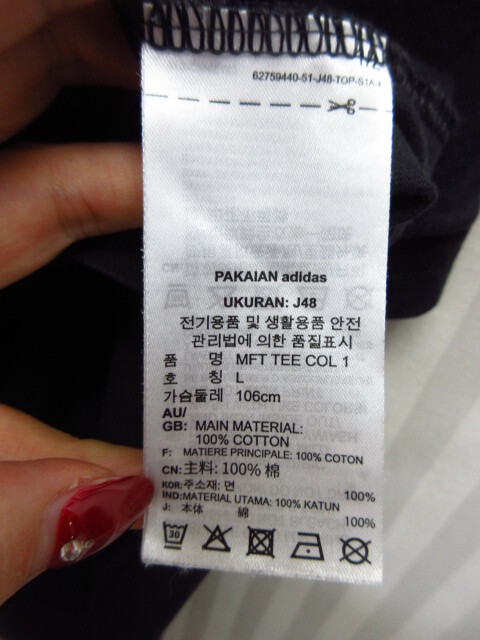 62759440-51-J48-TOP-S1A-4
PAKAIAN adidas
UKURAN: J48
전기용품 및 생활용품 안전
관리법에 의한 품질표시
품 명 MFT TEE COL 1
호 칭 L
가슴둘레 106cm
AU/
GB: MAIN MATERIAL:
100% COTTON
F: MATIERE PRINCIPALE: 100% COTON
CN: 主料: 100% 棉
KOR: 주소재: 면 100%
IND: MATERIAL UTAMA: 100% KATUN
J: 本体 綿 100%
30